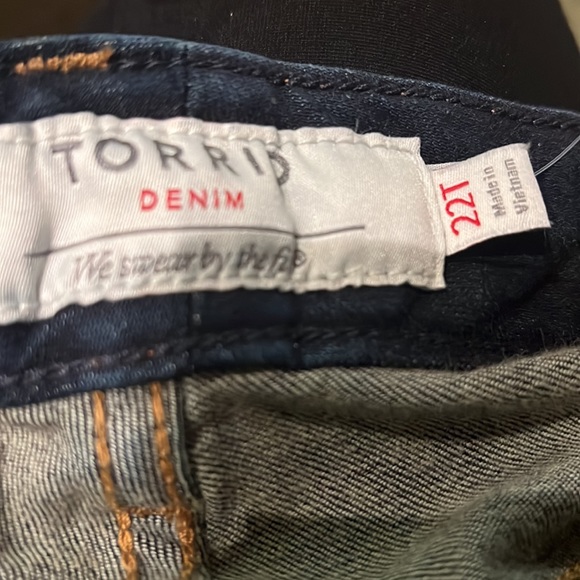 TORRID
DENIM
We swear by the fit®
22T
Made in
Vietnam